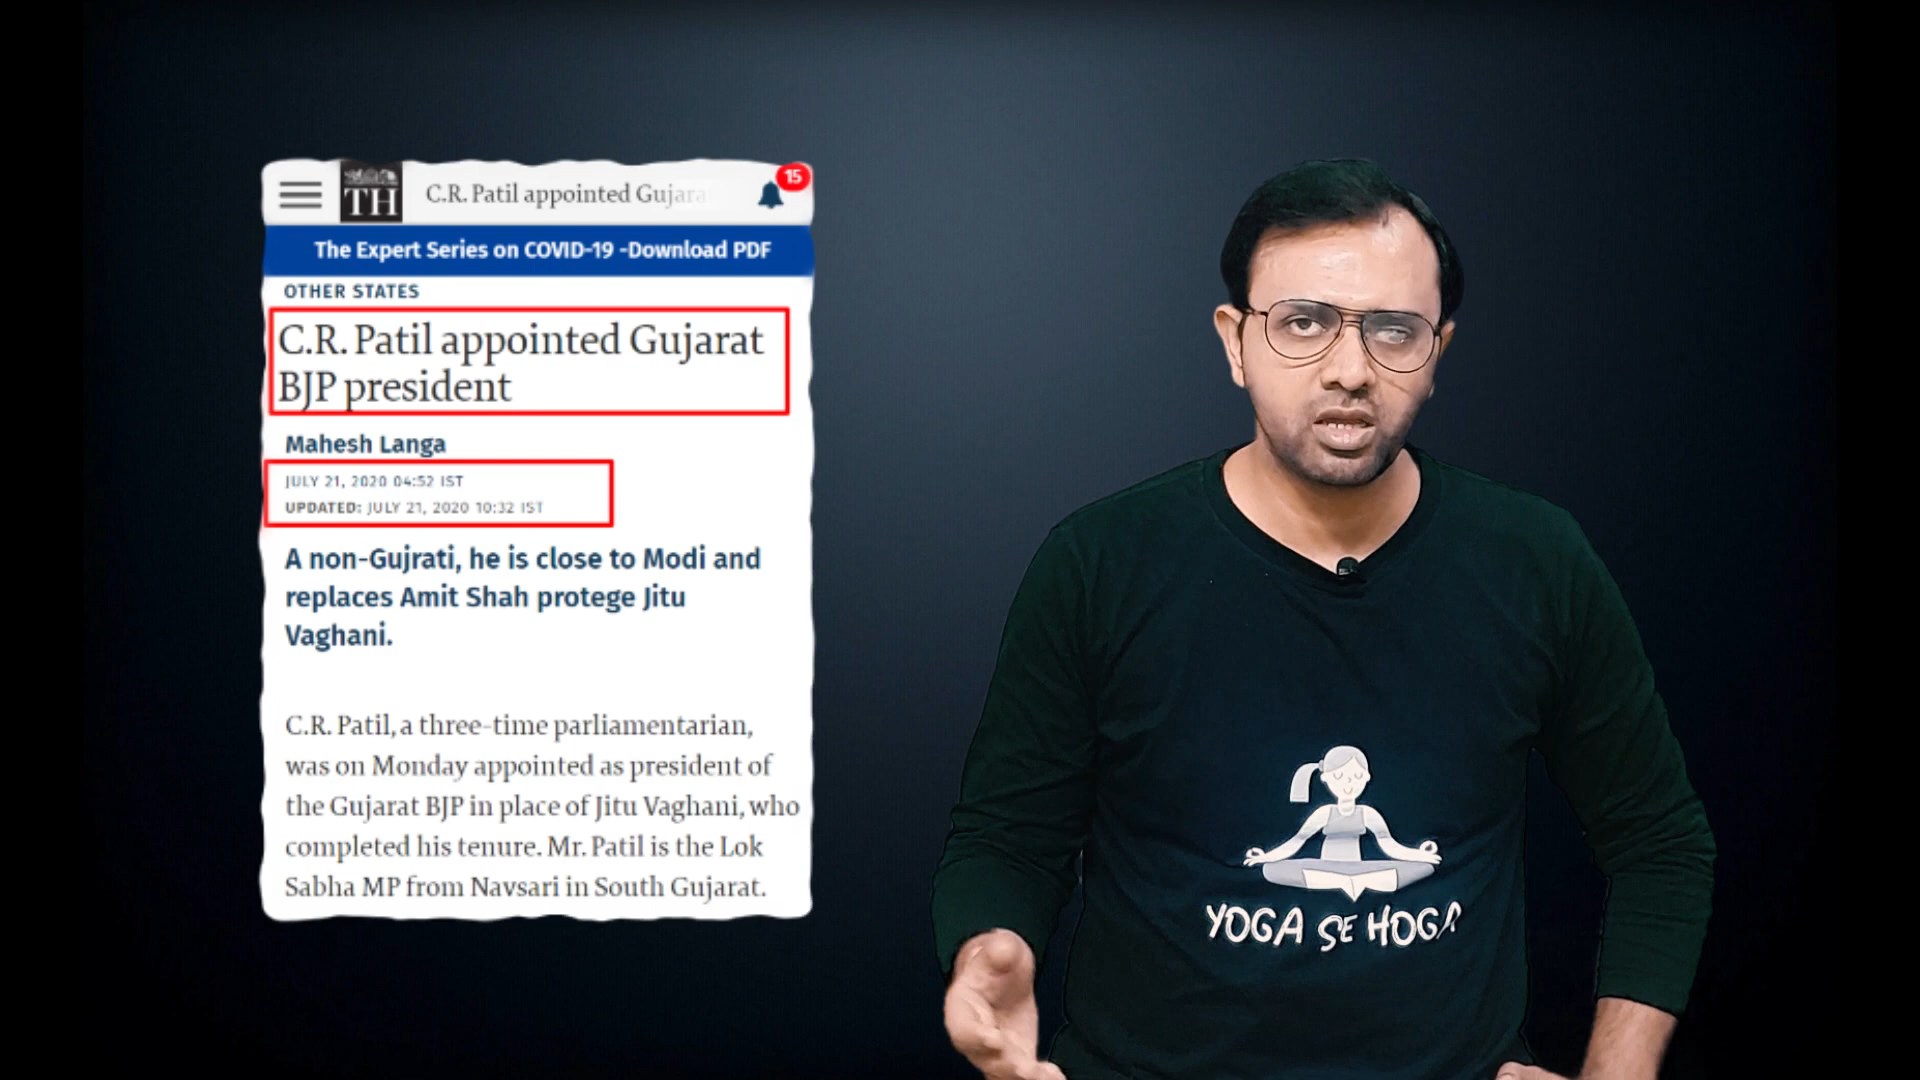 TH
C.R. Patil appointed Gujara
15
The Expert Series on COVID-19 -Download PDF
OTHER STATES
C.R. Patil appointed Gujarat
BJP president
Mahesh Langa
JULY 21, 2020 04:52 IST
UPDATED: JULY 21, 2020 10:32 IST
A non-Gujrati, he is close to Modi and
replaces Amit Shah protege Jitu
Vaghani.
C.R. Patil, a three-time parliamentarian,
was on Monday appointed as president of
the Gujarat BJP in place of Jitu Vaghani, who
completed his tenure. Mr. Patil is the Lok
Sabha MP from Navsari in South Gujarat.
YOGA SE HOGA